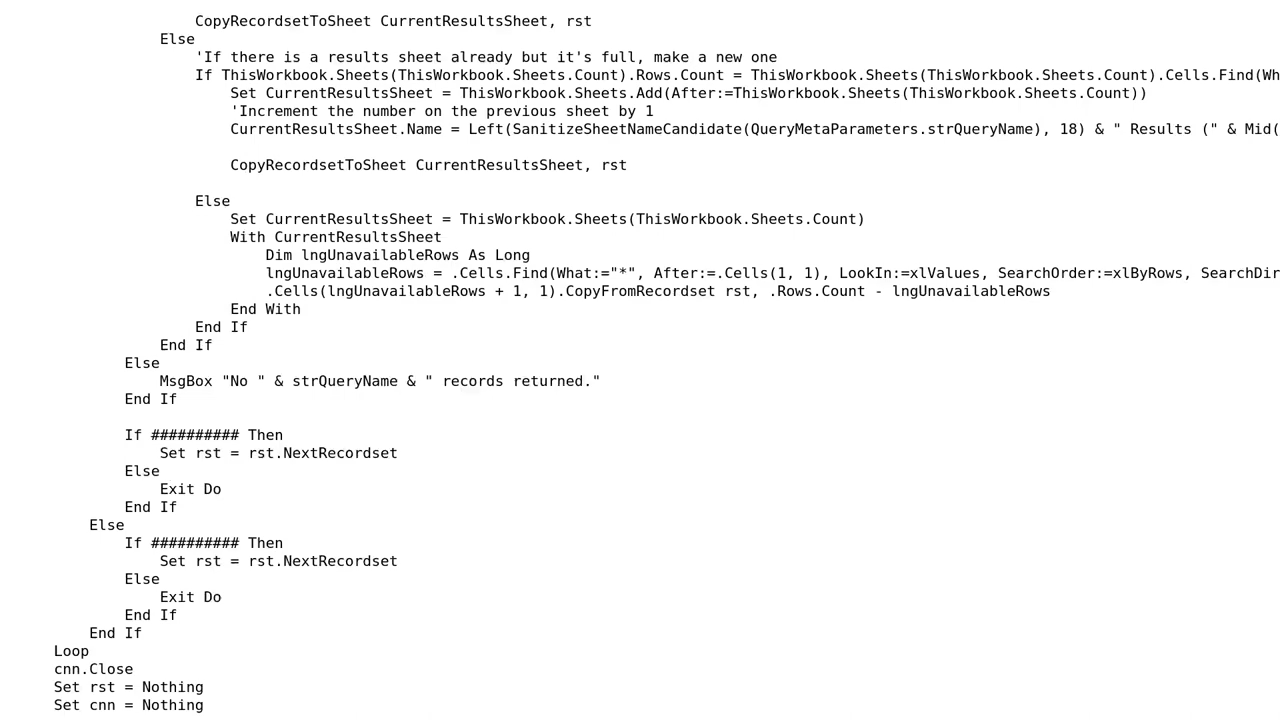 CopyRecordsetToSheet CurrentResultsSheet, rst
Else
'If there is a results sheet already but it's full, make a new one
If ThisWorkbook.Sheets(ThisWorkbook.Sheets.Count).Rows.Count = ThisWorkbook.Sheets(ThisWorkbook.Sheets.Count).Cells.Find(Wh
Set CurrentResultsSheet = ThisWorkbook.Sheets.Add(After:=ThisWorkbook.Sheets(ThisWorkbook.Sheets.Count))
'Increment the number on the previous sheet by 1
CurrentResultsSheet.Name = Left(SanitizeSheetNameCandidate(QueryMetaParameters.strQueryName), 18) & " Results (" & Mid(
CopyRecordsetToSheet CurrentResultsSheet, rst
Else
Set CurrentResultsSheet = ThisWorkbook.Sheets(ThisWorkbook.Sheets.Count)
With CurrentResultsSheet
Dim lngUnavailableRows As Long
lngUnavailableRows = .Cells.Find(What:="*", After:=.Cells(1, 1), LookIn:=xlValues, SearchOrder:=xlByRows, SearchDir
.Cells(lngUnavailableRows + 1, 1).CopyFromRecordset rst, .Rows.Count - lngUnavailableRows
End With
End If
End If
Else
MsgBox "No " & strQueryName & " records returned."
End If
If ########## Then
Set rst = rst.NextRecordset
Else
Exit Do
End If
Else
If ########## Then
Set rst = rst.NextRecordset
Else
Exit Do
End If
End If
Loop
cnn.Close
Set rst = Nothing
Set cnn = Nothing